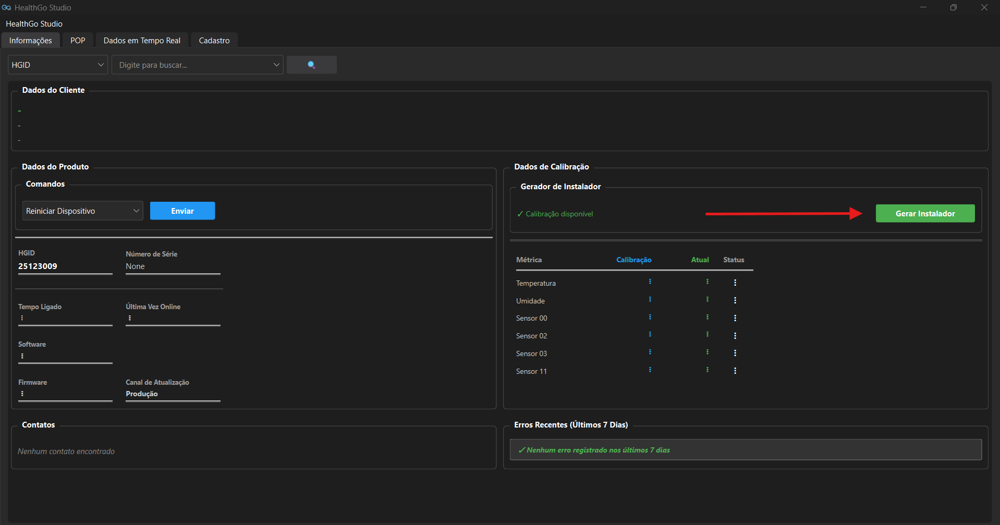 HealthGo Studio
HealthGo Studio
Informações POP Dados em Tempo Real Cadastro
HGID Digite para buscar...
Dados do Cliente
-
-
-
Dados do Produto
Comandos
Reiniciar Dispositivo Enviar
HGID Número de Série
25123009 None
Tempo Ligado Última Vez Online
⋮ ⋮
Software
⋮
Firmware Canal de Atualização
⋮ Produção
Dados de Calibração
Gerador de Instalador
✓ Calibração disponível Gerar Instalador
Métrica Calibração Atual Status
Temperatura ⋮ ⋮ ⋮
Umidade ⋮ ⋮ ⋮
Sensor 00 ⋮ ⋮ ⋮
Sensor 02 ⋮ ⋮ ⋮
Sensor 03 ⋮ ⋮ ⋮
Sensor 11 ⋮ ⋮ ⋮
Contatos
Nenhum contato encontrado
Erros Recentes (Últimos 7 Dias)
✓ Nenhum erro registrado nos últimos 7 dias